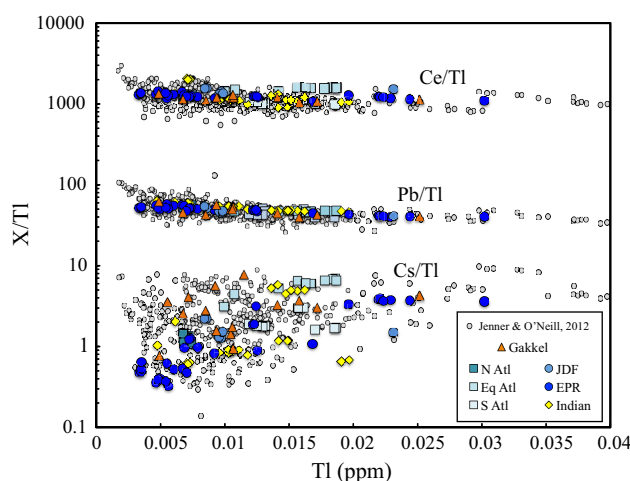 10000
1000
100
10
1
0.1
X/Tl
Ce/Tl
Pb/Tl
Cs/Tl
Jenner & O'Neill, 2012
Gakkel
N Atl JDF
Eq Atl EPR
S Atl Indian
0 0.005 0.01 0.015 0.02 0.025 0.03 0.035 0.04
Tl (ppm)